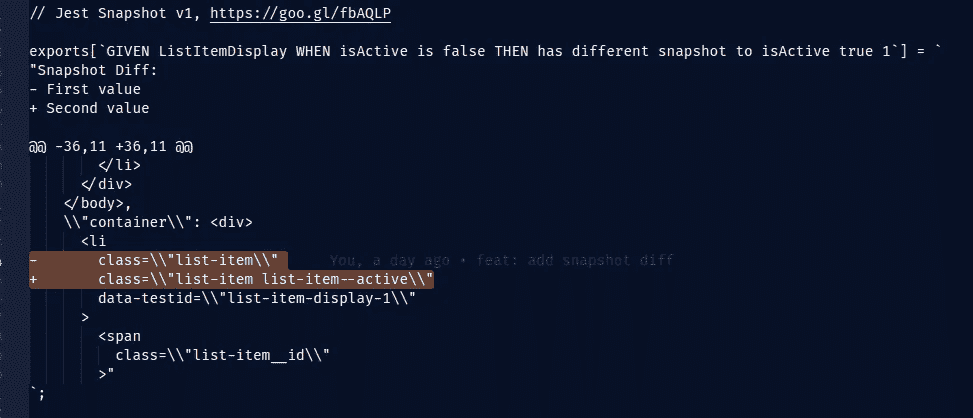 // Jest Snapshot v1, https://goo.gl/fbAQLP
exports[`GIVEN ListItemDisplay WHEN isActive is false THEN has different snapshot to isActive true 1`] = `
"Snapshot Diff:
- First value
+ Second value
@@ -36,11 +36,11 @@
</li>
</div>
</body>,
\\"container\\": <div>
<li
- class=\\"list-item\\" You, a day ago • feat: add snapshot diff
+ class=\\"list-item list-item--active\\"
data-testid=\\"list-item-display-1\\"
>
<span
class=\\"list-item__id\\"
>"
`;